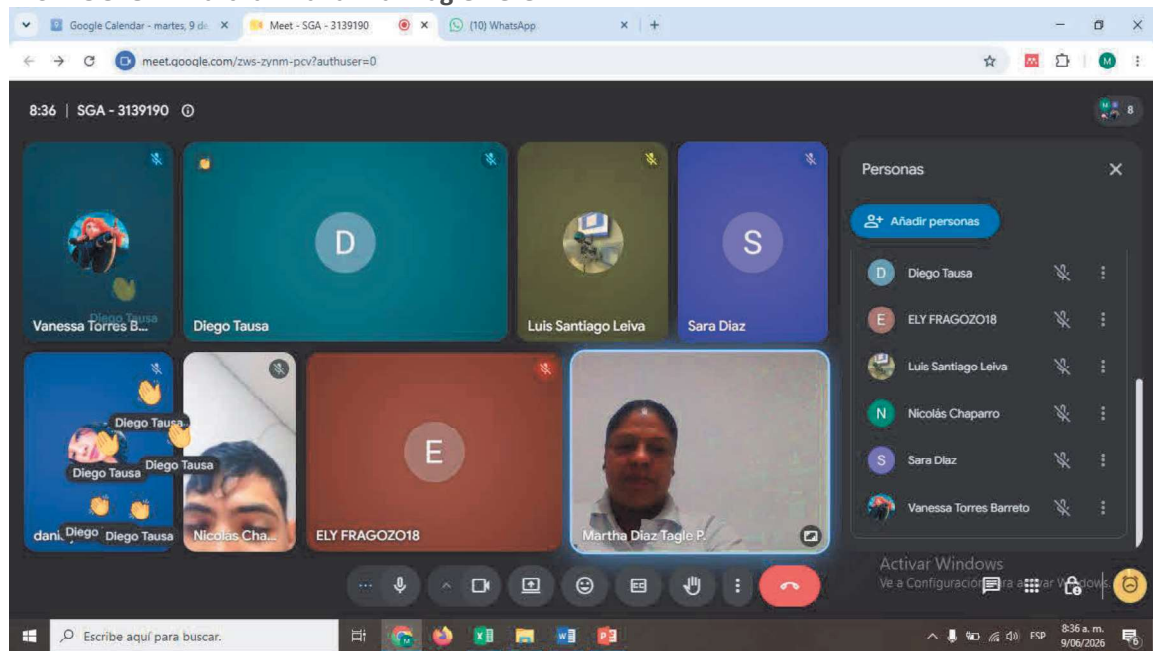 Google Calendar - martes, 9 de
Meet - SGA - 3139190
(10) WhatsApp
meet.google.com/zws-zynm-pcv?authuser=0
M
8:36 | SGA - 3139190
8
Vanessa Torres B...
Diego Tausa
D
Diego Tausa
Luis Santiago Leiva
S
Sara Diaz
Diego Tausa
Diego Tausa
Diego Tausa
Diego
Diego Tausa
Nicolás Cha...
E
ELY FRAGOZO18
Martha Diaz Tagle P.
Personas
Añadir personas
D Diego Tausa
E ELY FRAGOZO18
Luis Santiago Leiva
N Nicolás Chaparro
S Sara Diaz
Vanessa Torres Barreto
Activar Windows
Ve a Configuración para activar Windows.
Escribe aquí para buscar.
ESP
8:36 a. m.
9/06/2026